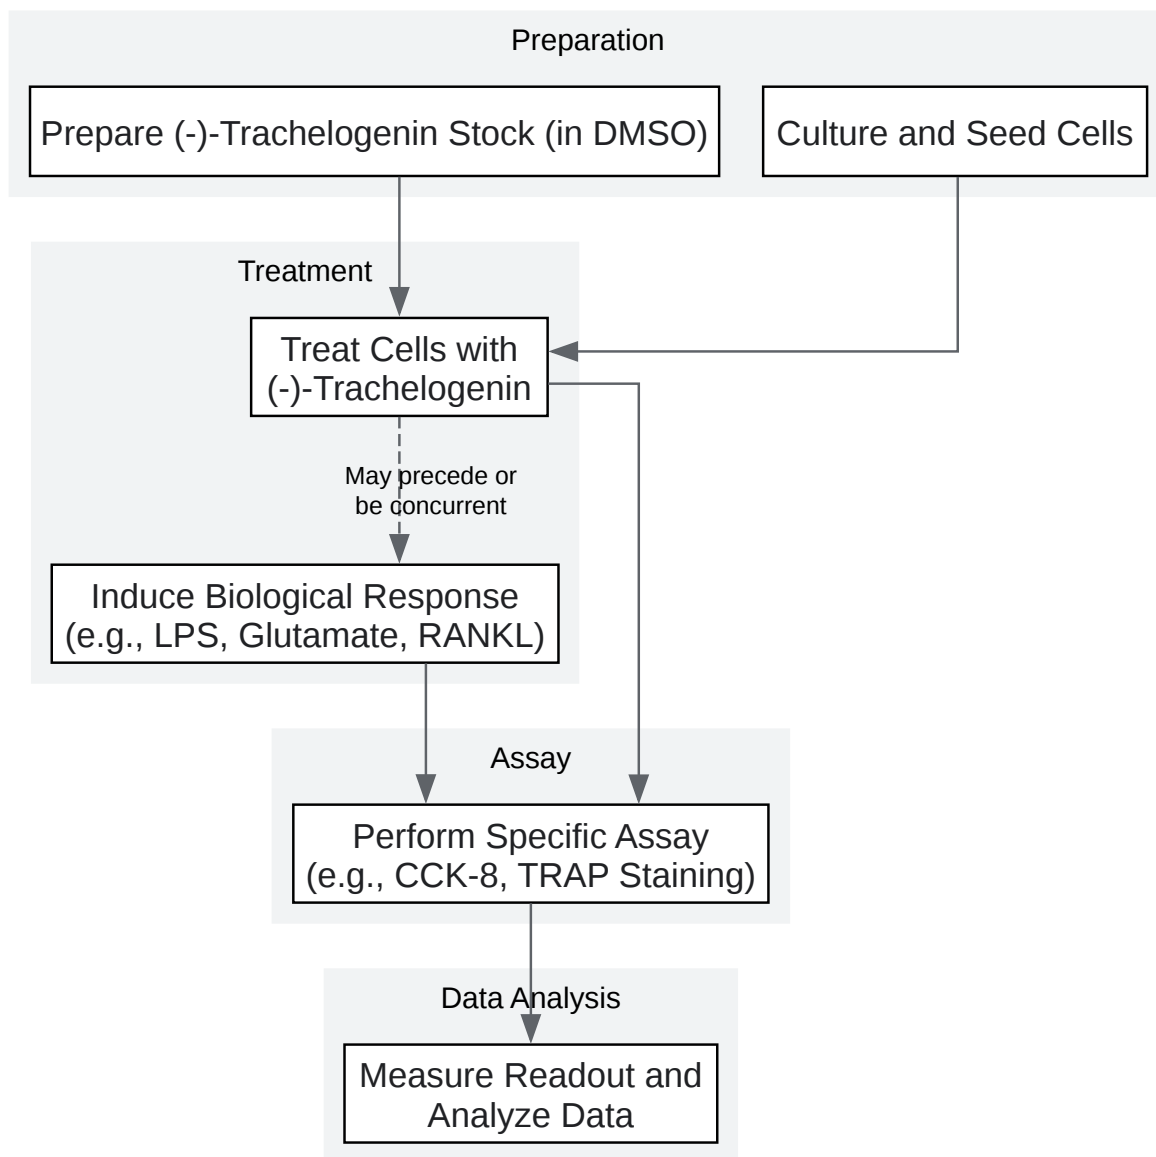 Preparation
Prepare (-)-Trachelogenin Stock (in DMSO)
Culture and Seed Cells
Treatment
Treat Cells with
(-)-Trachelogenin
May precede or
be concurrent
Induce Biological Response
(e.g., LPS, Glutamate, RANKL)
Assay
Perform Specific Assay
(e.g., CCK-8, TRAP Staining)
Data Analysis
Measure Readout and
Analyze Data